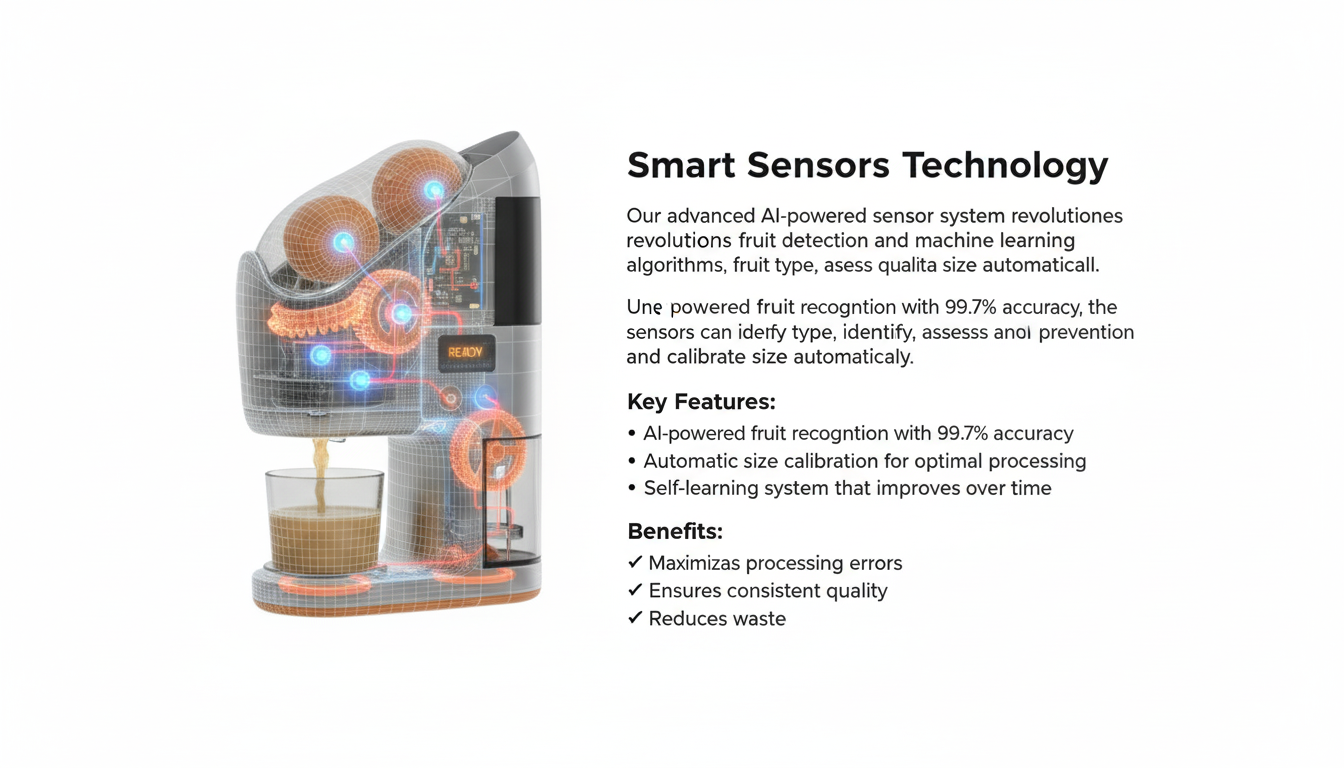 Smart Sensors Technology
Our advanced AI-powered sensor system revolutiones
revolutions fruit detection and machine learning
algorithms, fruit type, asess qualita size automaticall.
Une powered fruit recogntion with 99.7% accuracy, the
sensors can iderfy type, identify, assesss anol prevention
and calibrate size automaticaly.
READY
Key Features:
• AI-powered fruit recogntion with 99.7% accuracy
• Automatic size calibration for optimal processing
• Self-learning system that improves over time
Benefits:
✓ Maximizas processing errors
✓ Ensures consistent quality
✓ Reduces waste